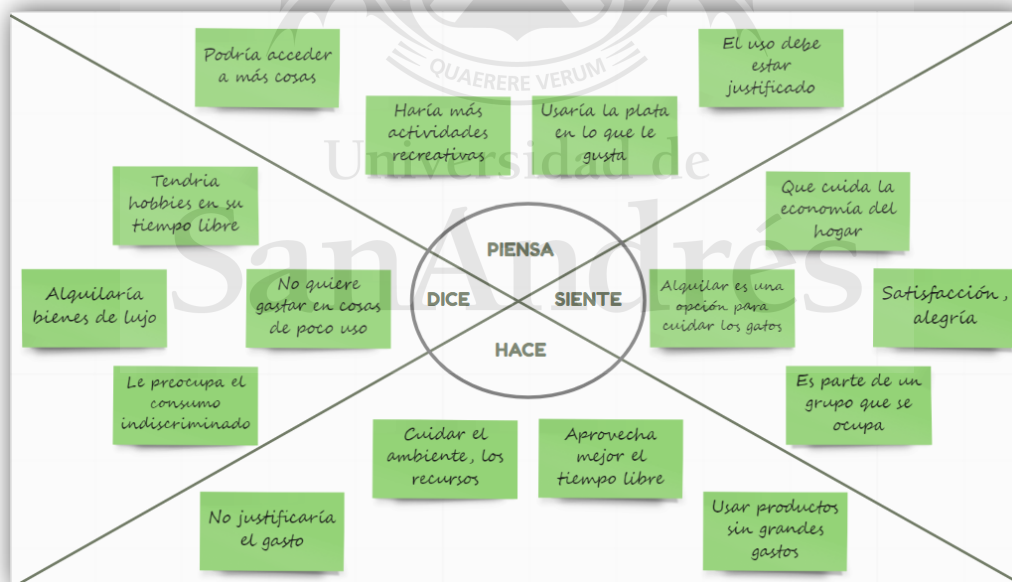 QUAERERE VERUM
Universidad de
SanAndrés
Podría acceder
a más cosas
El uso debe
estar
justificado
Haría más
actividades
recreativas
Usaría la plata
en lo que le
gusta
Tendria
hobbies en su
tiempo libre
Que cuida la
economía del
hogar
PIENSA
DICE
SIENTE
HACE
Alquilaría
bienes de lujo
No quiere
gastar en cosas
de poco uso
Alquilar es una
opción para
cuidar los gatos
Satisfacción,
alegría
Le preocupa el
consumo
indiscriminado
Es parte de un
grupo que se
ocupa
Cuidar el
ambiente, los
recursos
Aprovecha
mejor el
tiempo libre
No justificaría
el gasto
Usar productos
sin grandes
gastos